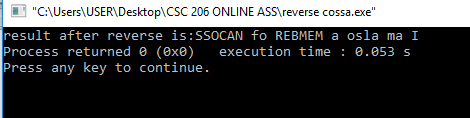 "C:\Users\USER\Desktop\CSC 206 ONLINE ASS\reverse cossa.exe"
result after reverse is:SSOCAN fo REBMEM a osla ma I
Process returned 0 (0x0)   execution time : 0.053 s
Press any key to continue.